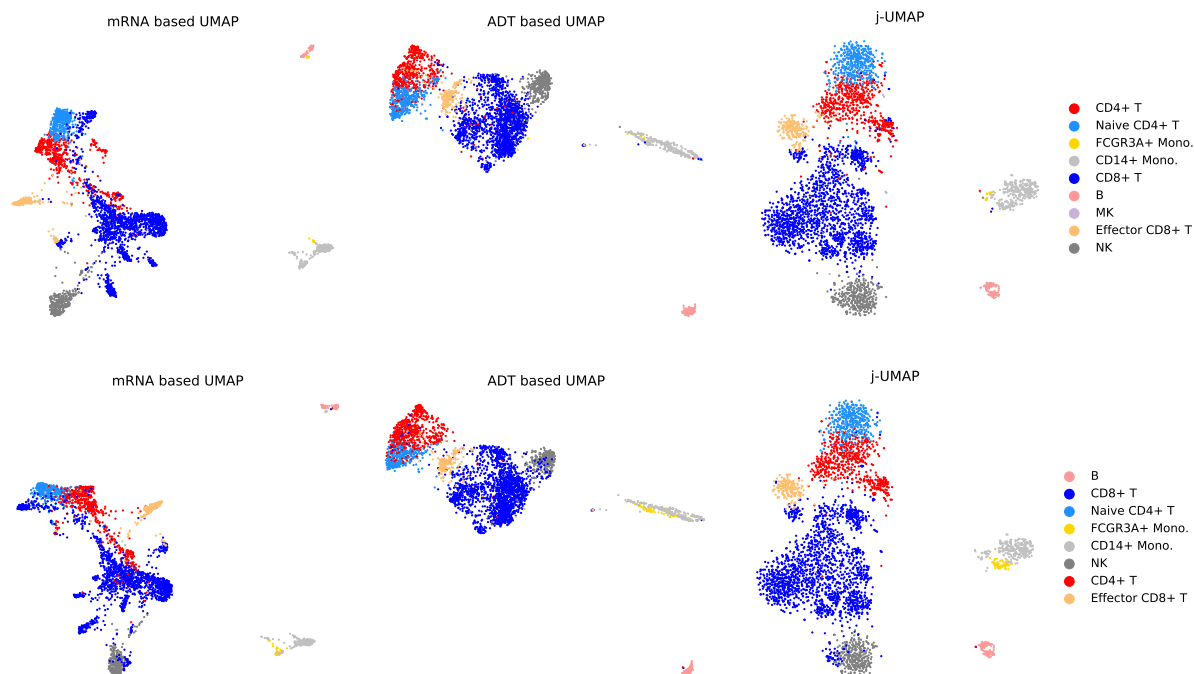 mRNA based UMAP
ADT based UMAP
j-UMAP
CD4+ T
Naive CD4+ T
FCGR3A+ Mono.
CD14+ Mono.
CD8+ T
B
MK
Effector CD8+ T
NK
mRNA based UMAP
ADT based UMAP
j-UMAP
B
CD8+ T
Naive CD4+ T
FCGR3A+ Mono.
CD14+ Mono.
NK
CD4+ T
Effector CD8+ T